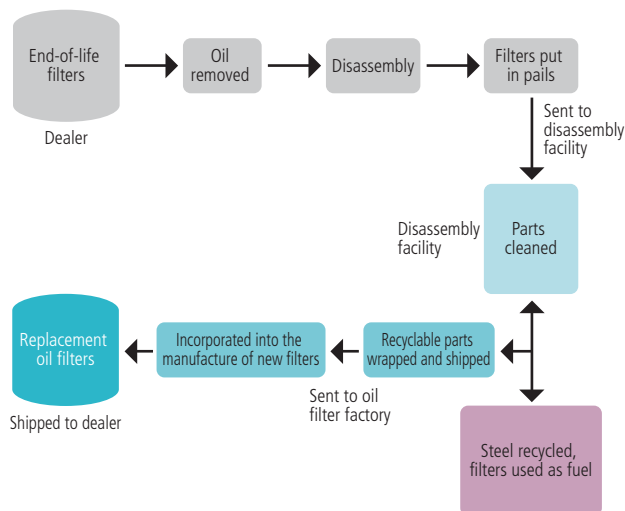 End-of-life
filters
Dealer
Oil
removed
Disassembly
Filters put
in pails
Sent to
disassembly
facility
Disassembly
facility
Parts
cleaned
Replacement
oil filters
Shipped to dealer
Incorporated into the
manufacture of new filters
Sent to oil
filter factory
Recyclable parts
wrapped and shipped
Steel recycled,
filters used as fuel